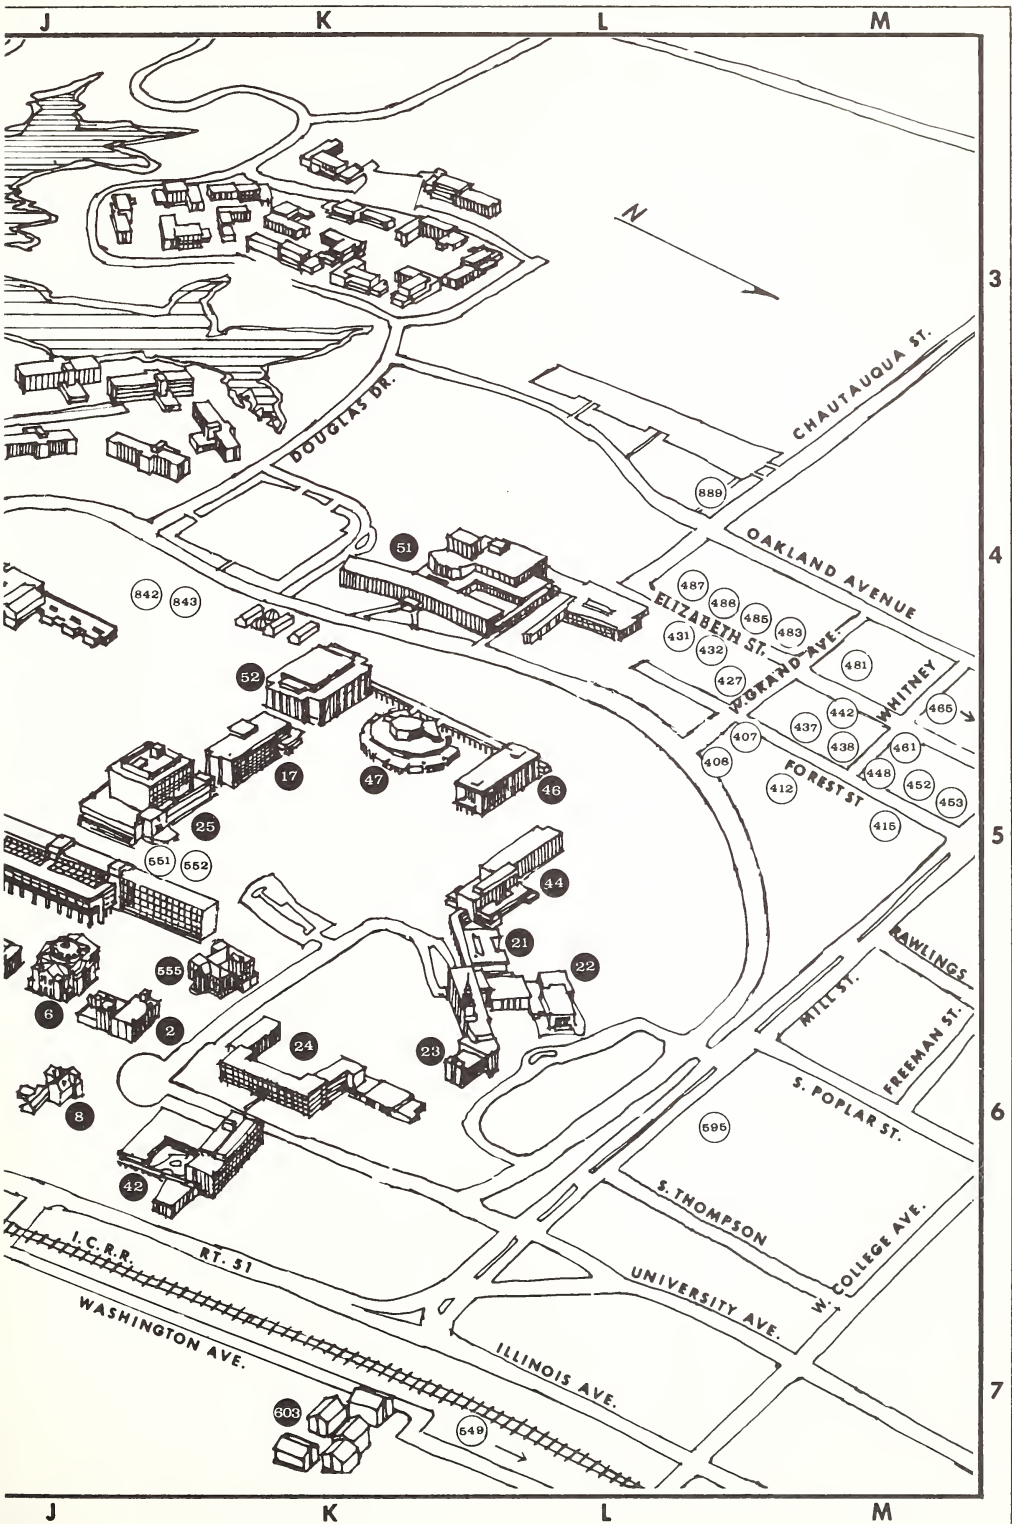 J K L M
N
3
CHAUTAUQUA ST.
DOUGLAS DR.
889
4
51
OAKLAND AVENUE
842 843
487
486
485
483
ELIZABETH ST.
431
432
427
W. GRAND AVE.
481
WHITNEY
465
52
442
437
438
407
408
461
448
452
453
17
47
46
FOREST ST
412
415
25
5
551 552
44
21
22
RAWLINGS
555
6
2
MILL ST.
FREEMAN ST.
24
23
S. POPLAR ST.
8
6
595
42
S. THOMPSON
W. COLLEGE AVE.
I.C.R.R.
RT. 51
UNIVERSITY AVE.
WASHINGTON AVE.
ILLINOIS AVE.
7
603
549
J K L M